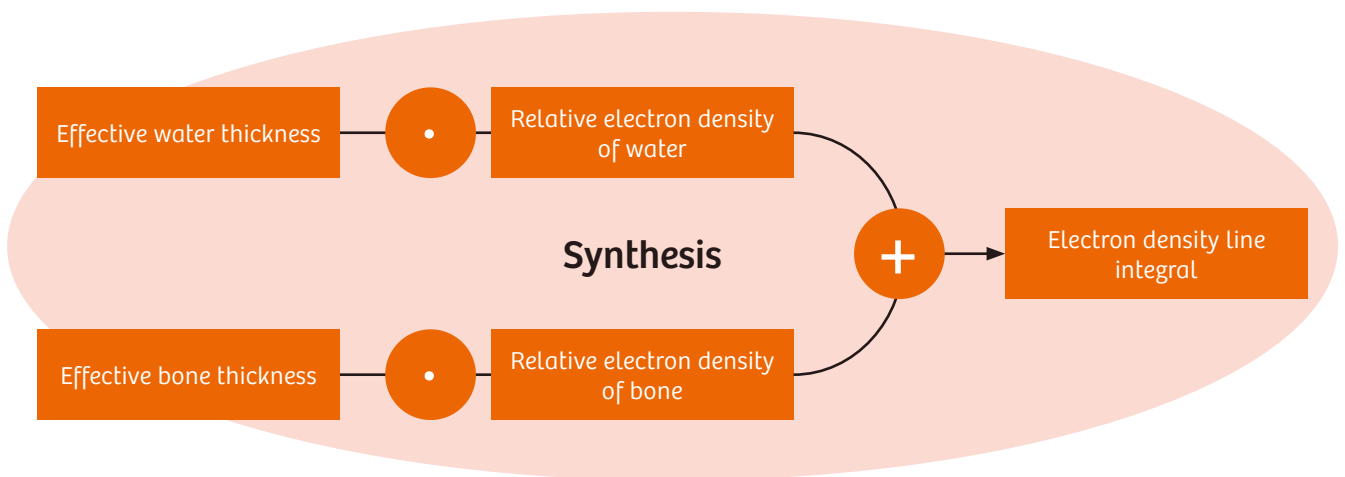 Effective water thickness
·
Relative electron density
of water
Synthesis
+
Electron density line
integral
Effective bone thickness
·
Relative electron density
of bone